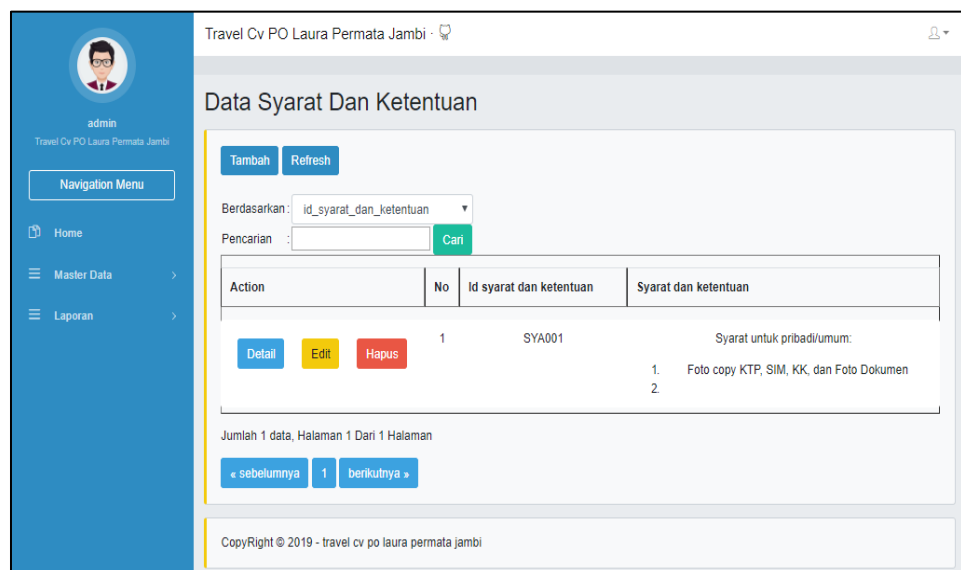 Travel Cv PO Laura Permata Jambi ·
admin
Travel Cv PO Laura Permata Jambi
Navigation Menu
Home
Master Data
Laporan
Data Syarat Dan Ketentuan
Tambah Refresh
Berdasarkan : id_syarat_dan_ketentuan
Pencarian : Cari
Action No Id syarat dan ketentuan Syarat dan ketentuan
Detail Edit Hapus 1 SYA001 Syarat untuk pribadi/umum:
1. Foto copy KTP, SIM, KK, dan Foto Dokumen
2.
Jumlah 1 data, Halaman 1 Dari 1 Halaman
« sebelumnya 1 berikutnya »
CopyRight © 2019 - travel cv po laura permata jambi